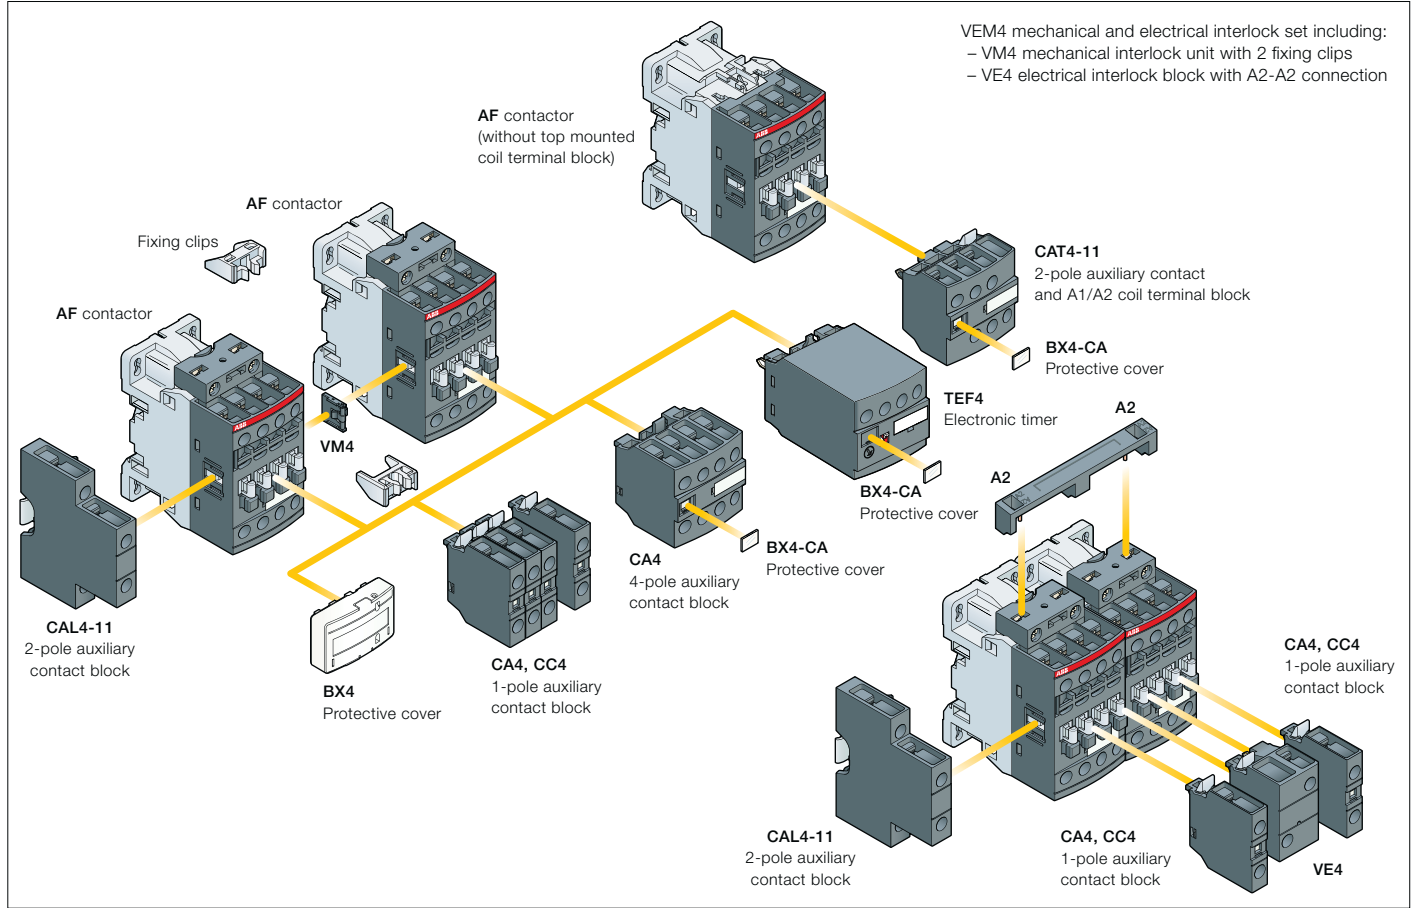 VEM4 mechanical and electrical interlock set including:
– VM4 mechanical interlock unit with 2 fixing clips
– VE4 electrical interlock block with A2-A2 connection
AF contactor
(without top mounted
coil terminal block)
ABB
AF contactor
Fixing clips
ABB
AF contactor
ABB
VM4
CAT4-11
2-pole auxiliary contact
and A1/A2 coil terminal block
BX4-CA
Protective cover
TEF4
Electronic timer
BX4-CA
Protective cover
A2
A2
CA4
4-pole auxiliary
contact block
BX4-CA
Protective cover
CAL4-11
2-pole auxiliary
contact block
BX4
Protective cover
CA4, CC4
1-pole auxiliary
contact block
ABB
ABB
CA4, CC4
1-pole auxiliary
contact block
CAL4-11
2-pole auxiliary
contact block
CA4, CC4
1-pole auxiliary
contact block
VE4